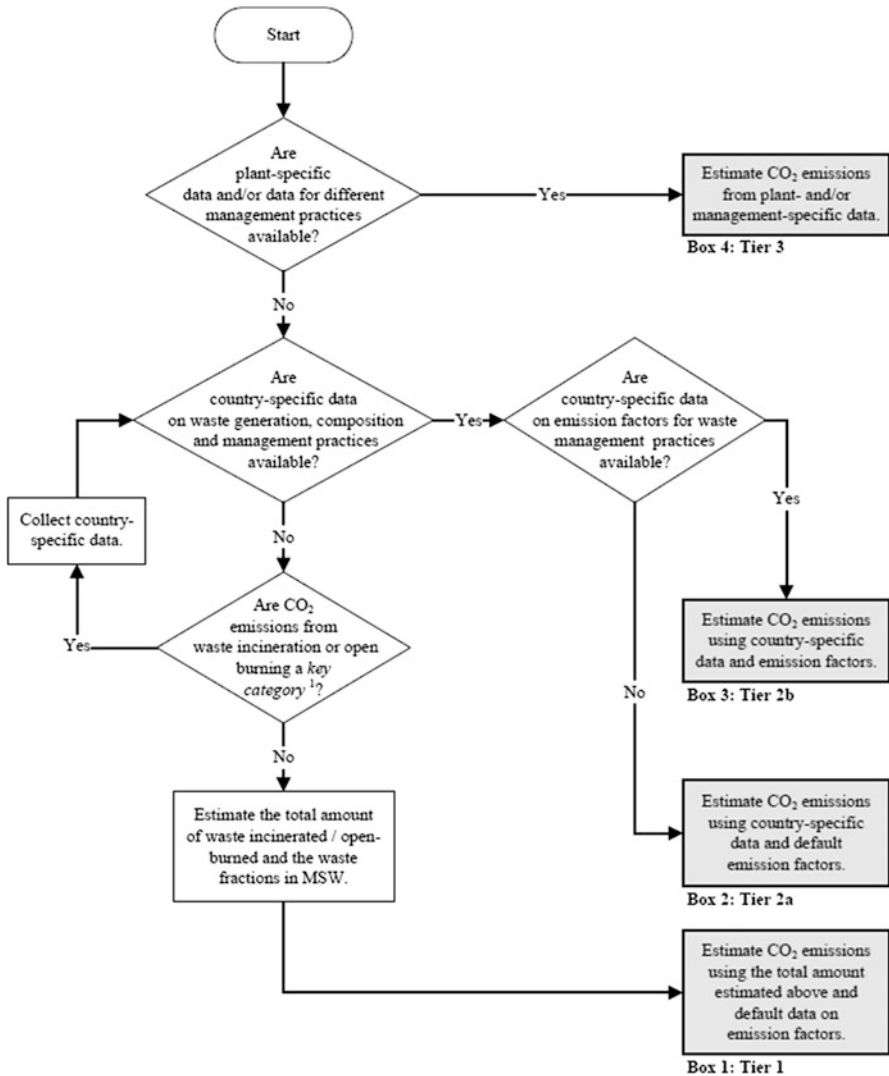 Start
Are
plant-specific
data and/or data for different
management practices
available?
Yes
Estimate CO₂ emissions
from plant- and/or
management-specific data.
Box 4: Tier 3
No
Are
country-specific data
on waste generation, composition
and management practices
available?
Yes
Are
country-specific data
on emission factors for waste
management practices
available?
Yes
Collect country-
specific data.
No
Are CO₂
emissions from
waste incineration or open
burning a key
category ¹?
Yes
Estimate CO₂ emissions
using country-specific
data and emission factors.
Box 3: Tier 2b
No
No
Estimate the total amount
of waste incinerated / open-
burned and the waste
fractions in MSW.
Estimate CO₂ emissions
using country-specific
data and default
emission factors.
Box 2: Tier 2a
Estimate CO₂ emissions
using the total amount
estimated above and
default data on
emission factors.
Box 1: Tier 1